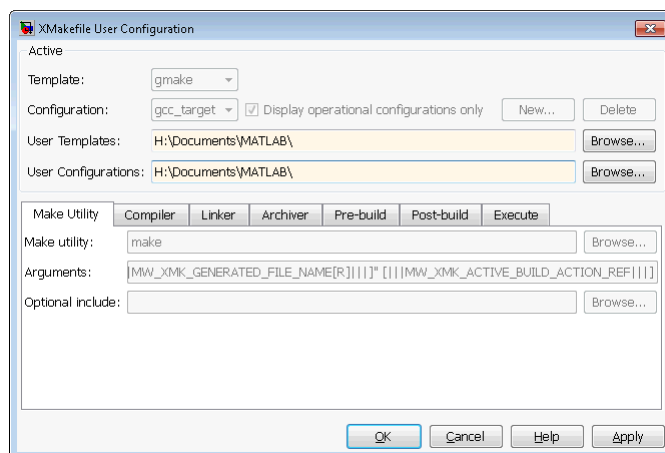 XMakefile User Configuration
Active
Template: gmake
Configuration: gcc_target Display operational configurations only New... Delete
User Templates: H:\Documents\MATLAB\ Browse...
User Configurations: H:\Documents\MATLAB\ Browse...
Make Utility Compiler Linker Archiver Pre-build Post-build Execute
Make utility: make Browse...
Arguments: |MW_XMK_GENERATED_FILE_NAME[R]|||]" [|||MW_XMK_ACTIVE_BUILD_ACTION_REF|||]
Optional include: Browse...
OK Cancel Help Apply